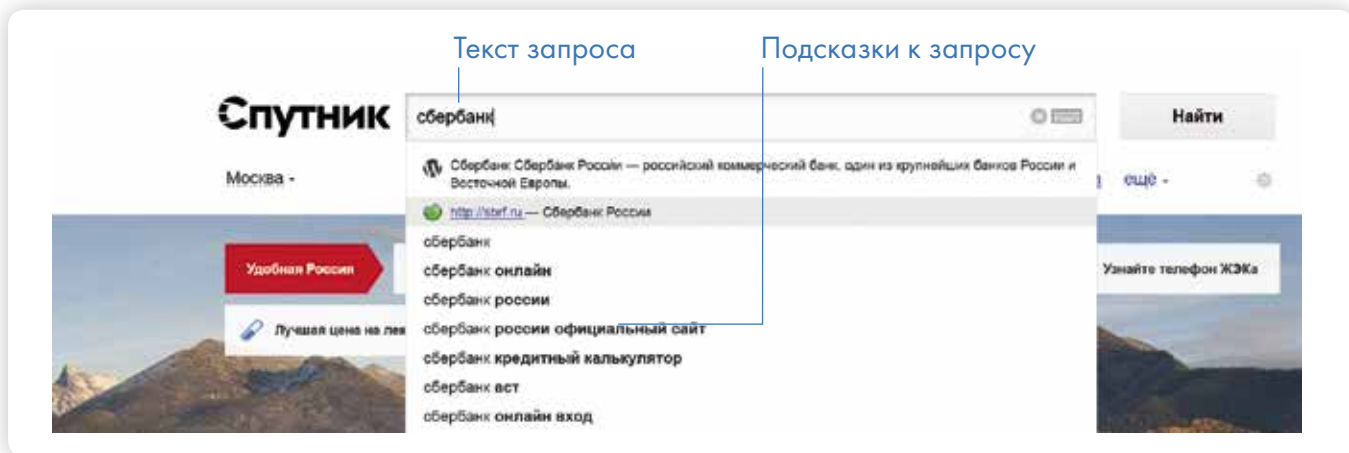 Текст запроса
Подсказки к запросу
Спутник
сбербанк
Найти
Москва
Сбербанк Сбербанк России — российский коммерческий банк, один из крупнейших банков России и
Восточной Европы.
ещё
http://sbrf.ru — Сбербанк России
сбербанк
Удобная Россия
сбербанк онлайн
Узнайте телефон ЖЭКа
сбербанк россии
Лучшая цена на лек
сбербанк россии официальный сайт
сбербанк кредитный калькулятор
сбербанк аст
сбербанк онлайн вход